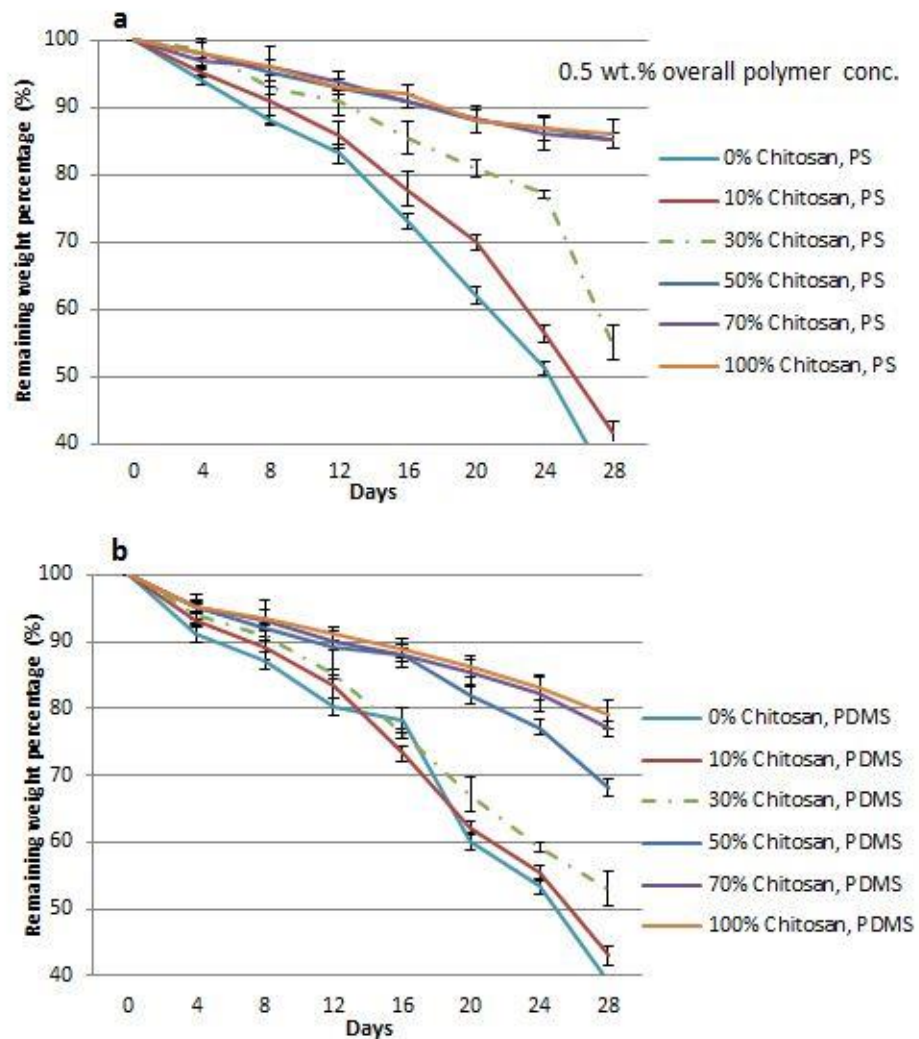 a
100
90
80
70
60
50
40
Remaining weight percentage (%)
0 4 8 12 16 20 24 28
Days
0.5 wt.% overall polymer conc.
0% Chitosan, PS
10% Chitosan, PS
30% Chitosan, PS
50% Chitosan, PS
70% Chitosan, PS
100% Chitosan, PS
b
100
90
80
70
60
50
40
Remaining weight percentage (%)
0 4 8 12 16 20 24 28
Days
0% Chitosan, PDMS
10% Chitosan, PDMS
30% Chitosan, PDMS
50% Chitosan, PDMS
70% Chitosan, PDMS
100% Chitosan, PDMS